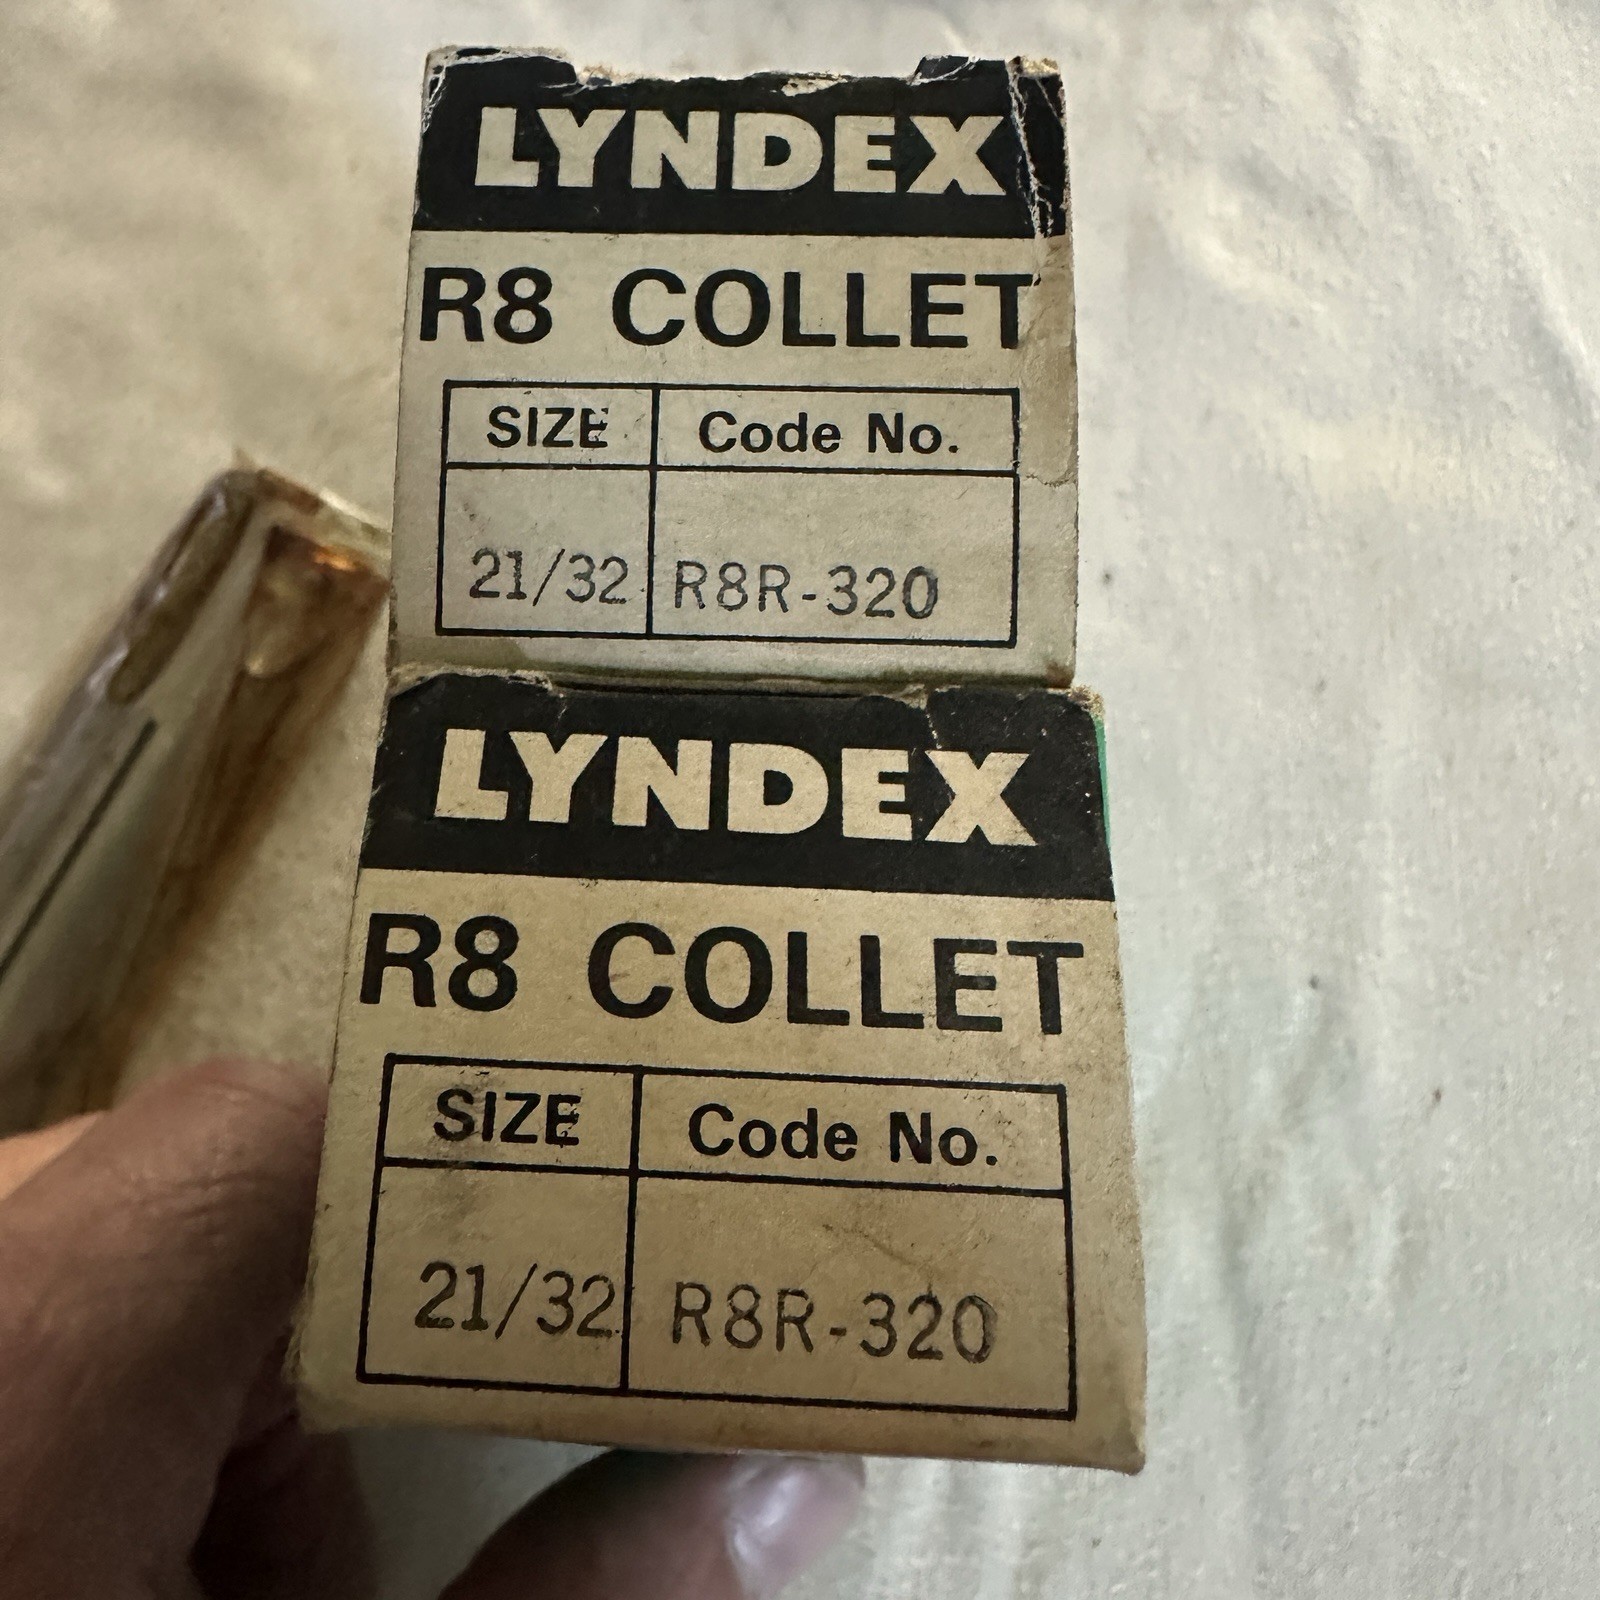 LYNDEX
R8 COLLET
SIZE Code No.
21/32 R8R-320
LYNDEX
R8 COLLET
SIZE Code No.
21/32 R8R-320